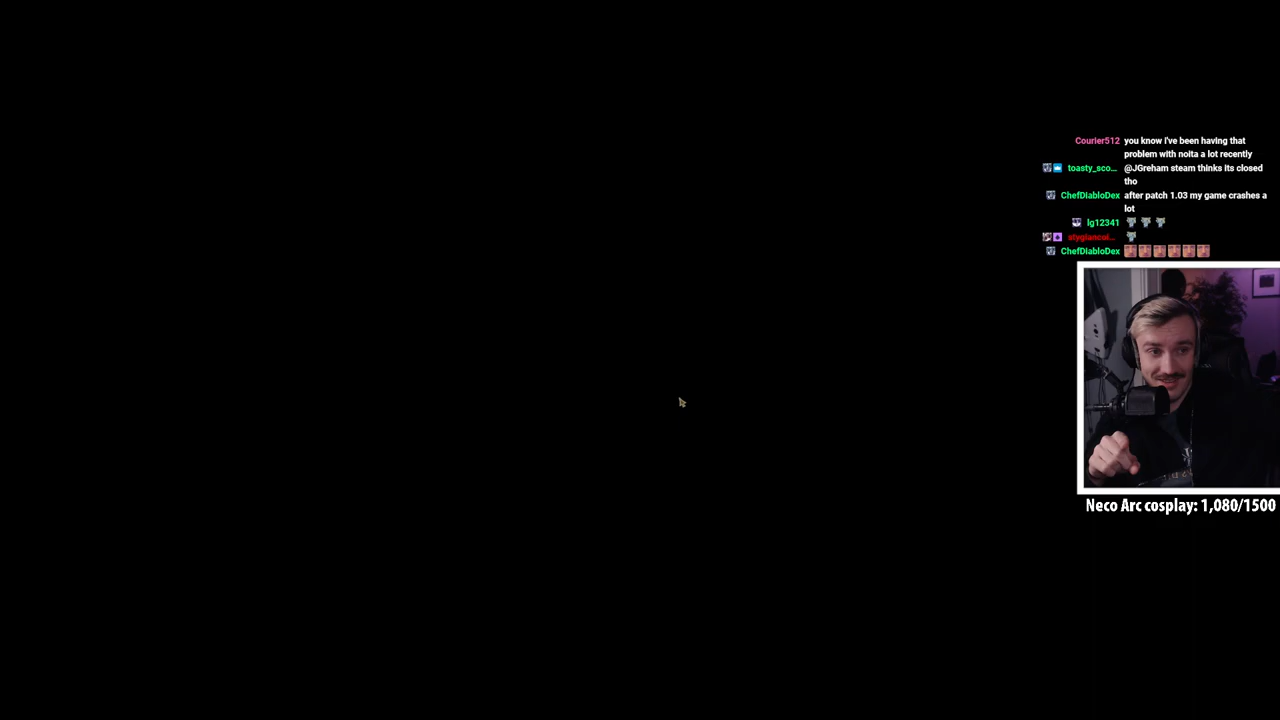 Courier512 you know i've been having that
problem with noita a lot recently
toasty_sco... @JGreham steam thinks its closed
tho
ChefDiabloDex after patch 1.03 my game crashes a
lot
lg12341
ChefDiabloDex
Neco Arc cosplay: 1,080/1500